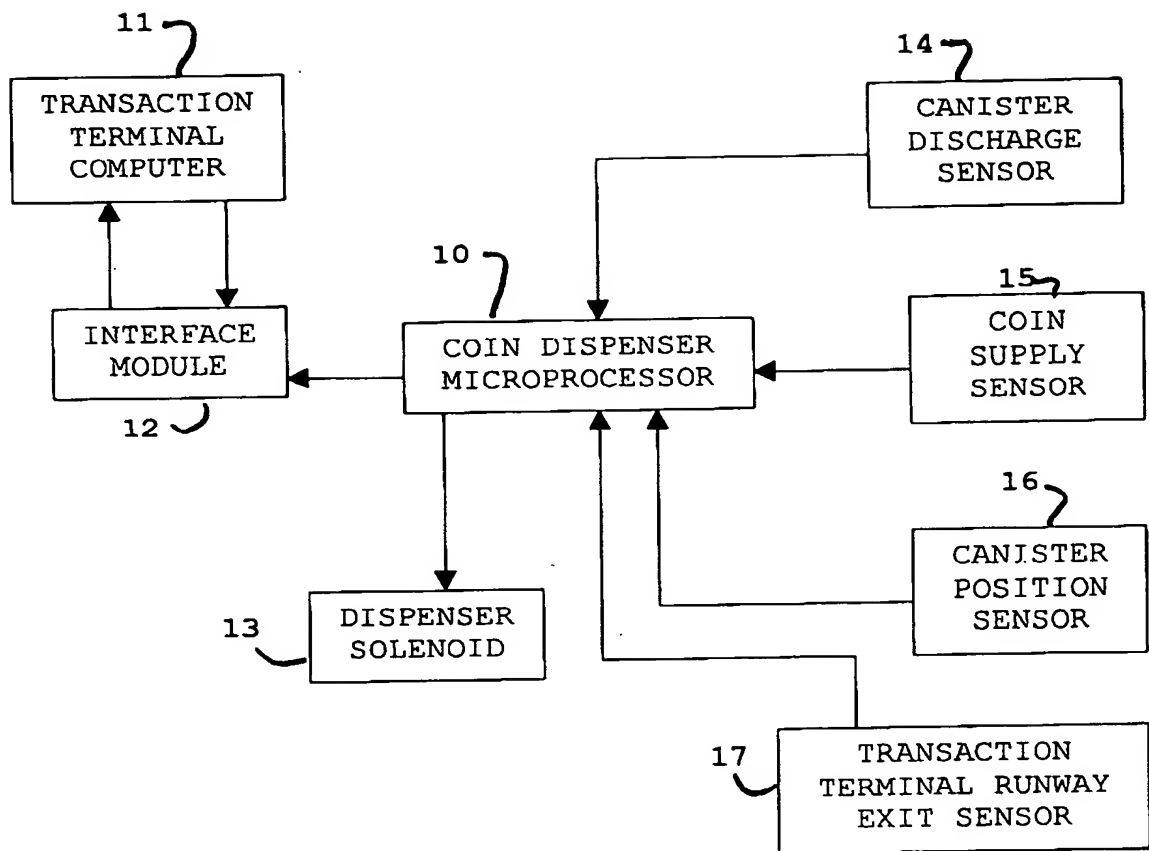 11
TRANSACTION
TERMINAL
COMPUTER
14
CANISTER
DISCHARGE
SENSOR
10
COIN DISPENSER
MICROPROCESSOR
15
COIN
SUPPLY
SENSOR
INTERFACE
MODULE
12
16
CANISTER
POSITION
SENSOR
13
DISPENSER
SOLENOID
17
TRANSACTION
TERMINAL RUNWAY
EXIT SENSOR